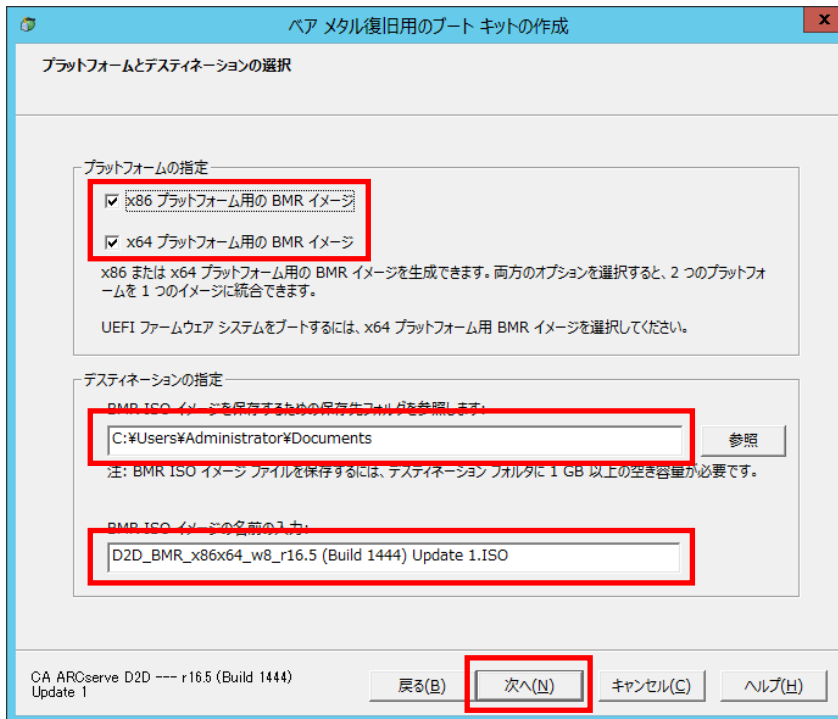 ベア メタル復旧用のブート キットの作成
x
プラットフォームとデスティネーションの選択
プラットフォームの指定
x86 プラットフォーム用の BMR イメージ
x64 プラットフォーム用の BMR イメージ
x86 または x64 プラットフォーム用の BMR イメージを生成できます。両方のオプションを選択すると、2 つのプラットフォ
ームを 1 つのイメージに統合できます。
UEFI ファームウェア システムをブートするには、x64 プラットフォーム用 BMR イメージを選択してください。
デスティネーションの指定
BMR ISO イメージを保存するための保存先フォルダを参照します:
C:¥Users¥Administrator¥Documents
参照
注: BMR ISO イメージ ファイルを保存するには、デスティネーション フォルダに 1 GB 以上の空き容量が必要です。
BMR ISO イメージの名前の入力:
D2D_BMR_x86x64_w8_r16.5 (Build 1444) Update 1.ISO
CA ARCserve D2D --- r16.5 (Build 1444)
Update 1
戻る(B)
次へ(N)
キャンセル(C)
ヘルプ(H)